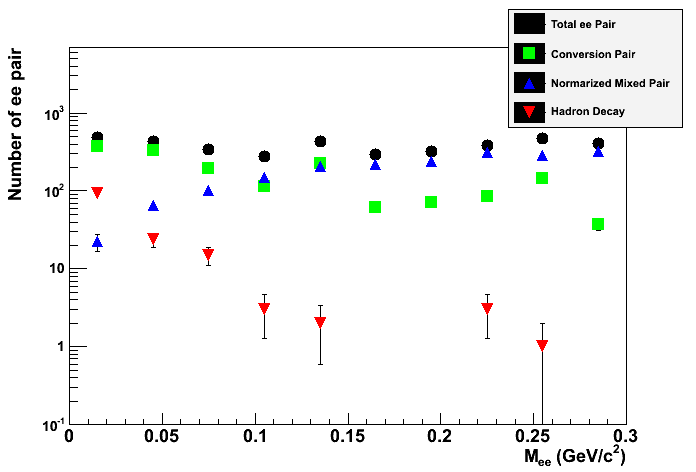 Total ee Pair
Conversion Pair
Normarized Mixed Pair
Hadron Decay
Number of ee pair
10³
10²
10
1
10⁻¹
0 0.05 0.1 0.15 0.2 0.25 0.3
Mₑₑ (GeV/c²)